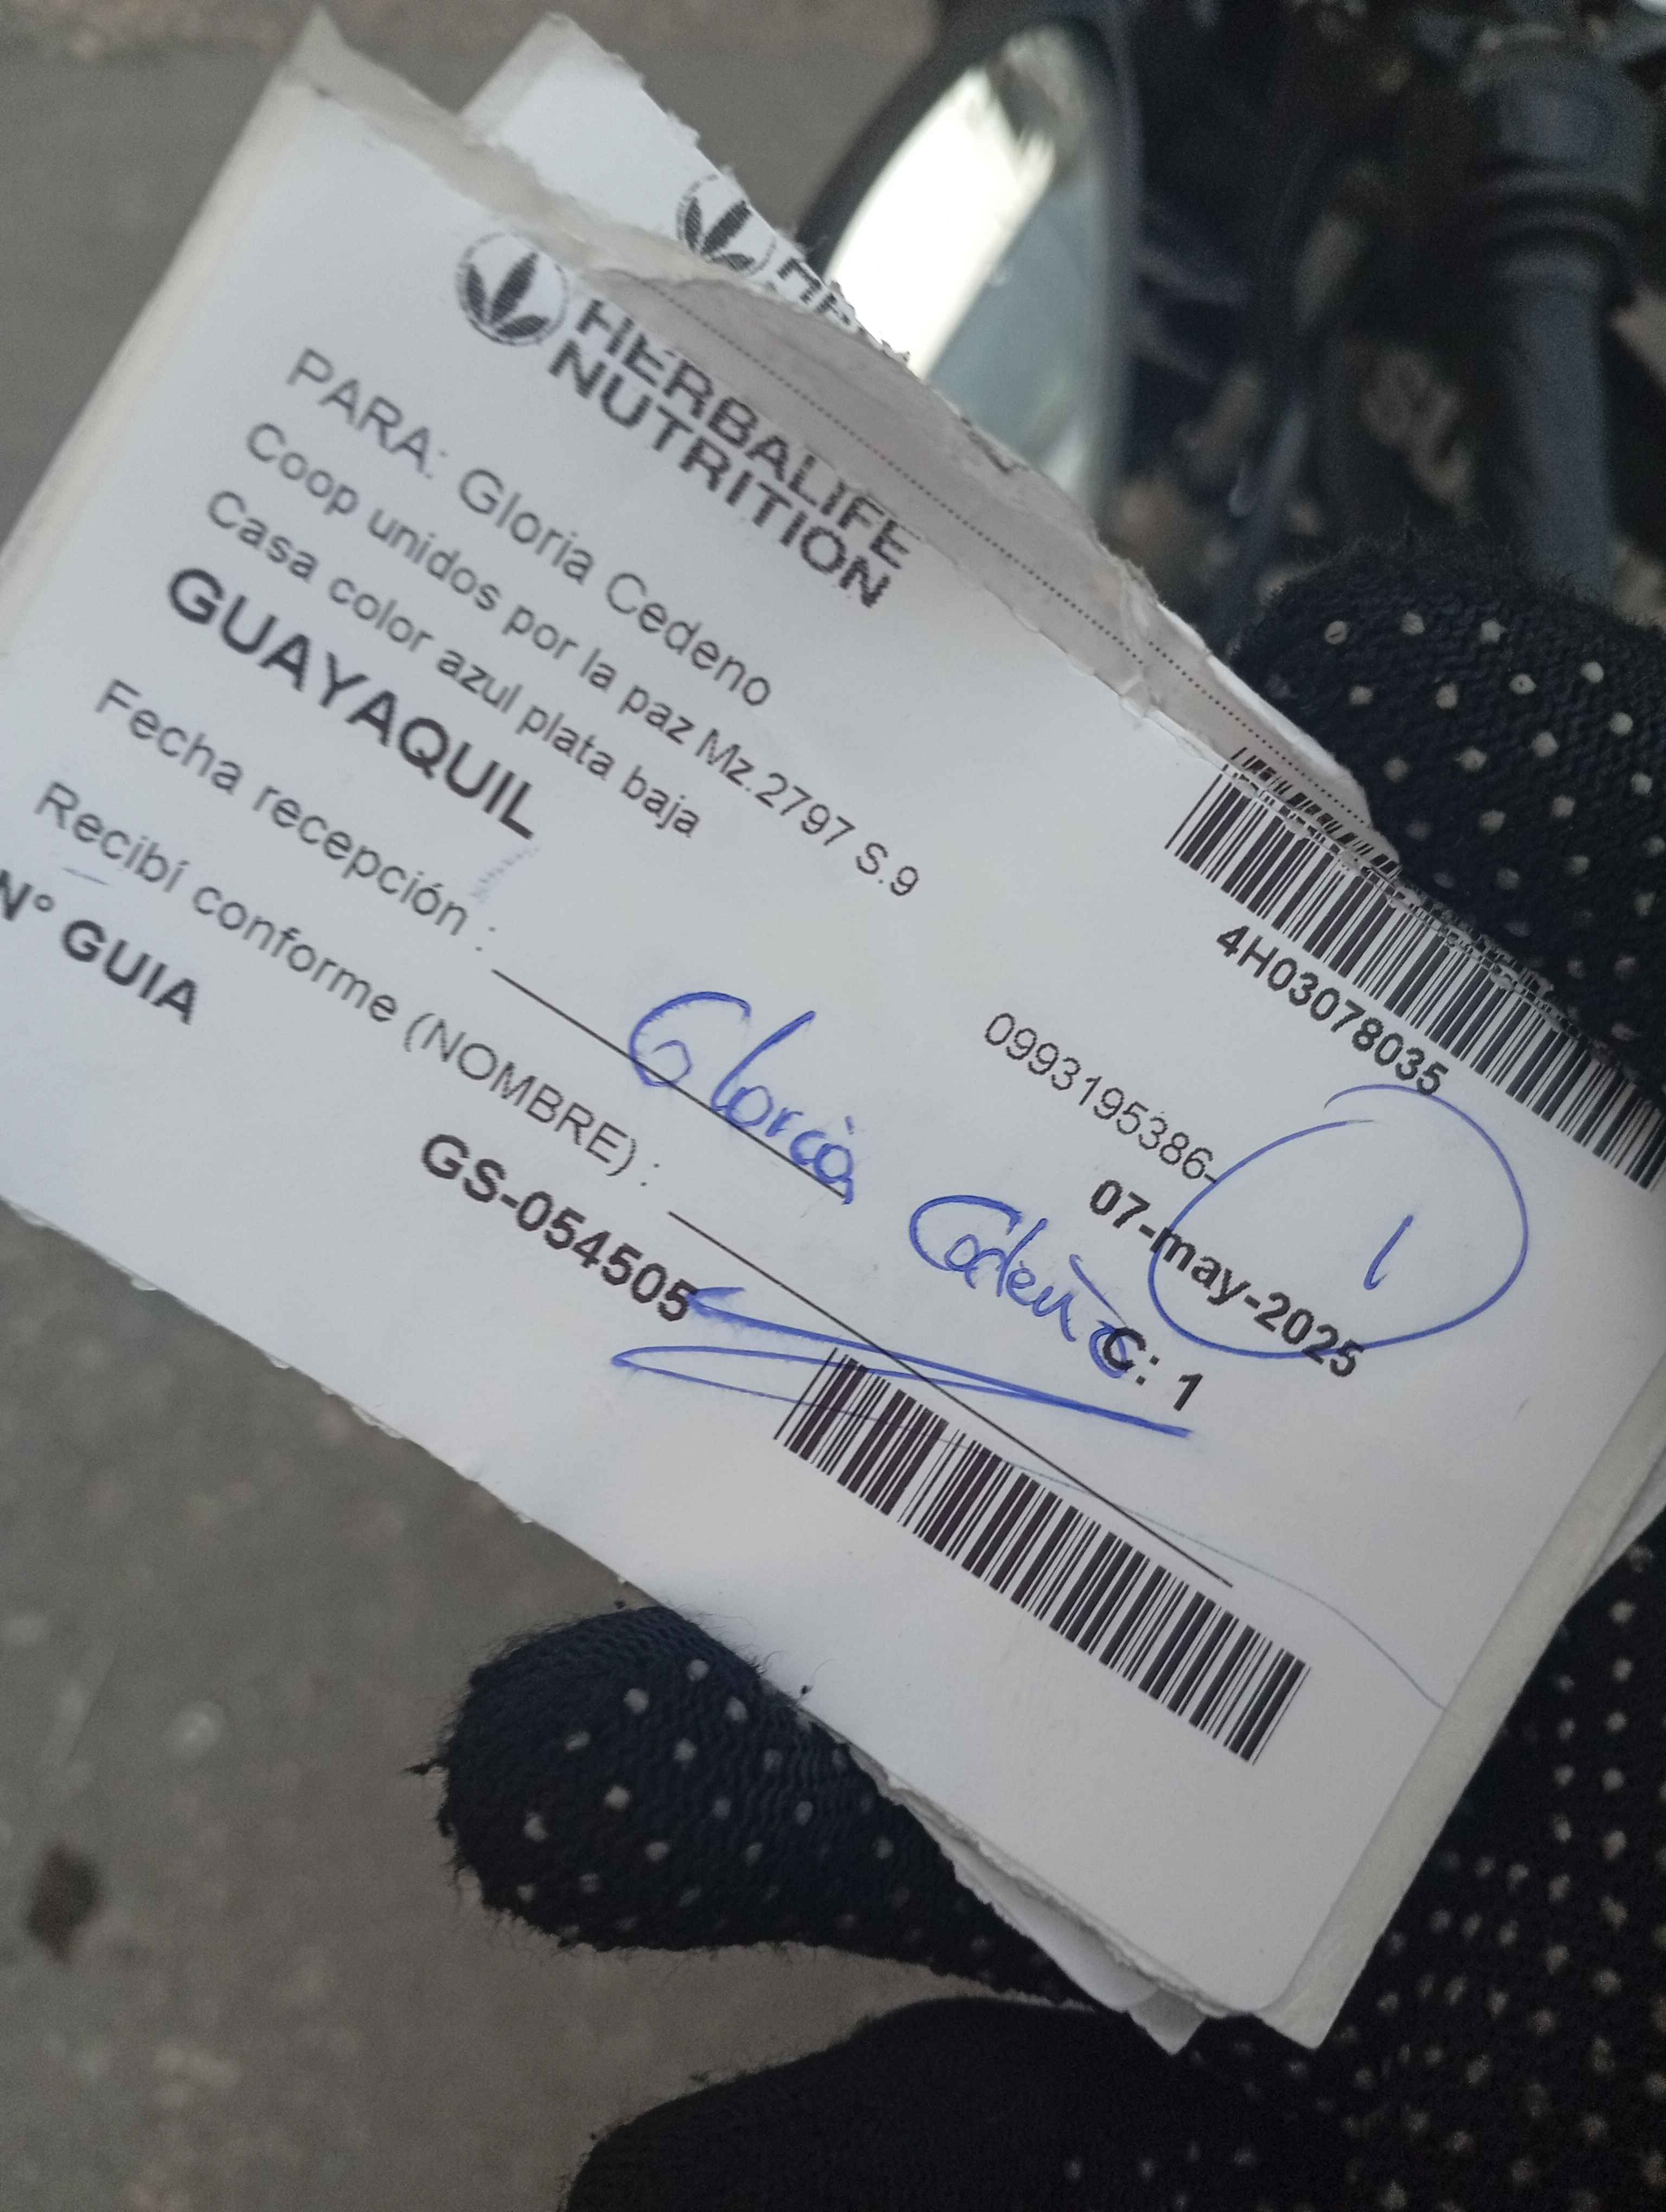 HERBALIFE
NUTRITION
4H03078035
PARA: Gloria Cedeno
Coop unidos por la paz Mz.2797 S.9
0993195386-
Casa color azul plata baja
GUAYAQUIL
07-may-2025
1
Fecha recepción :
Gloria Cedeño
C: 1
Recibí conforme (NOMBRE) :
N° GUIA GS-054505